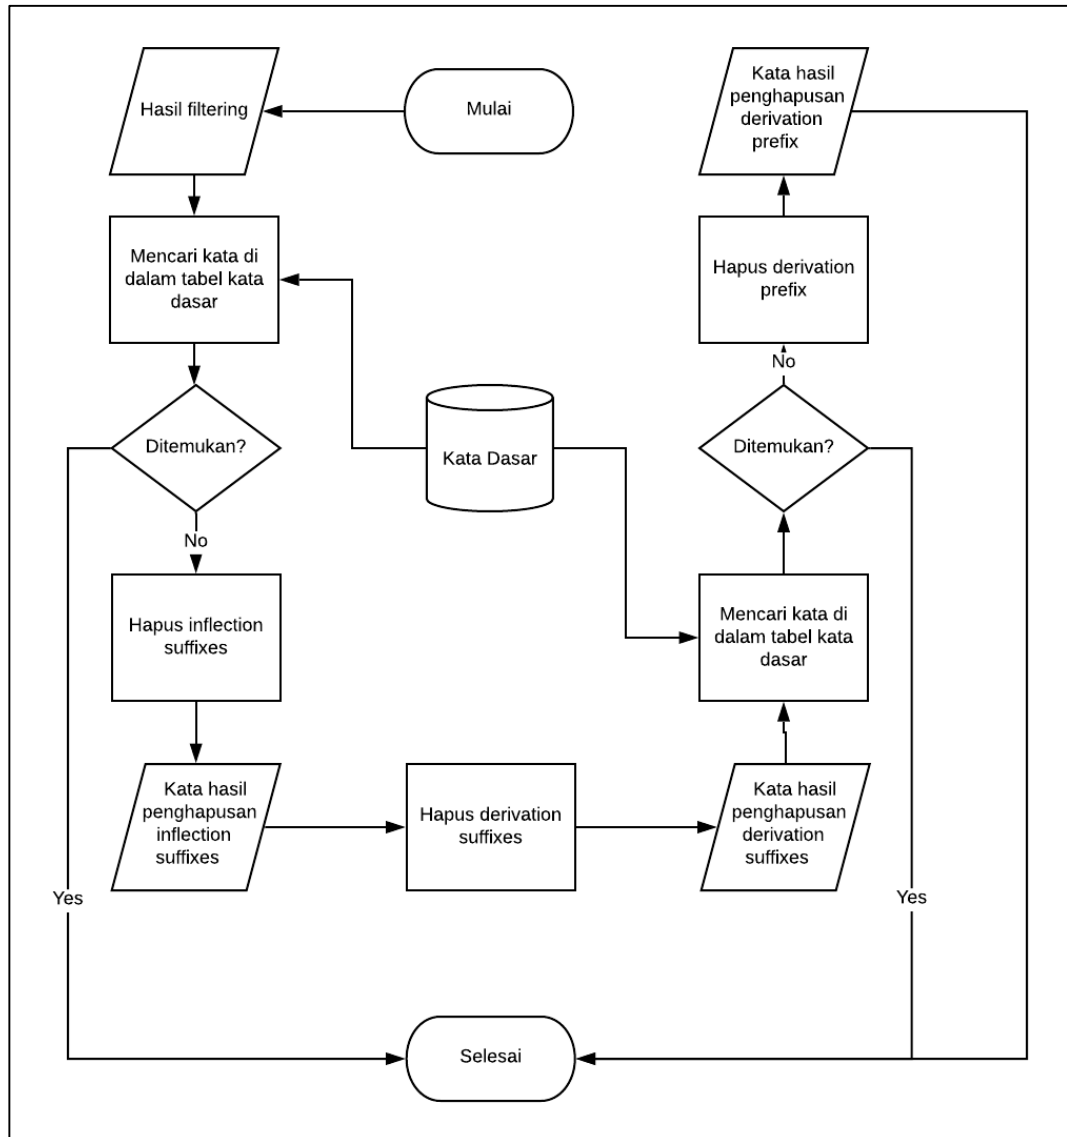 Mulai
Hasil filtering
Mencari kata di
dalam tabel kata
dasar
Ditemukan?
No
Yes
Hapus inflection
suffixes
Kata hasil
penghapusan
inflection
suffixes
Hapus derivation
suffixes
Kata hasil
penghapusan
derivation
suffixes
Kata Dasar
Mencari kata di
dalam tabel kata
dasar
Ditemukan?
No
Yes
Hapus derivation
prefix
Kata hasil
penghapusan
derivation
prefix
Selesai